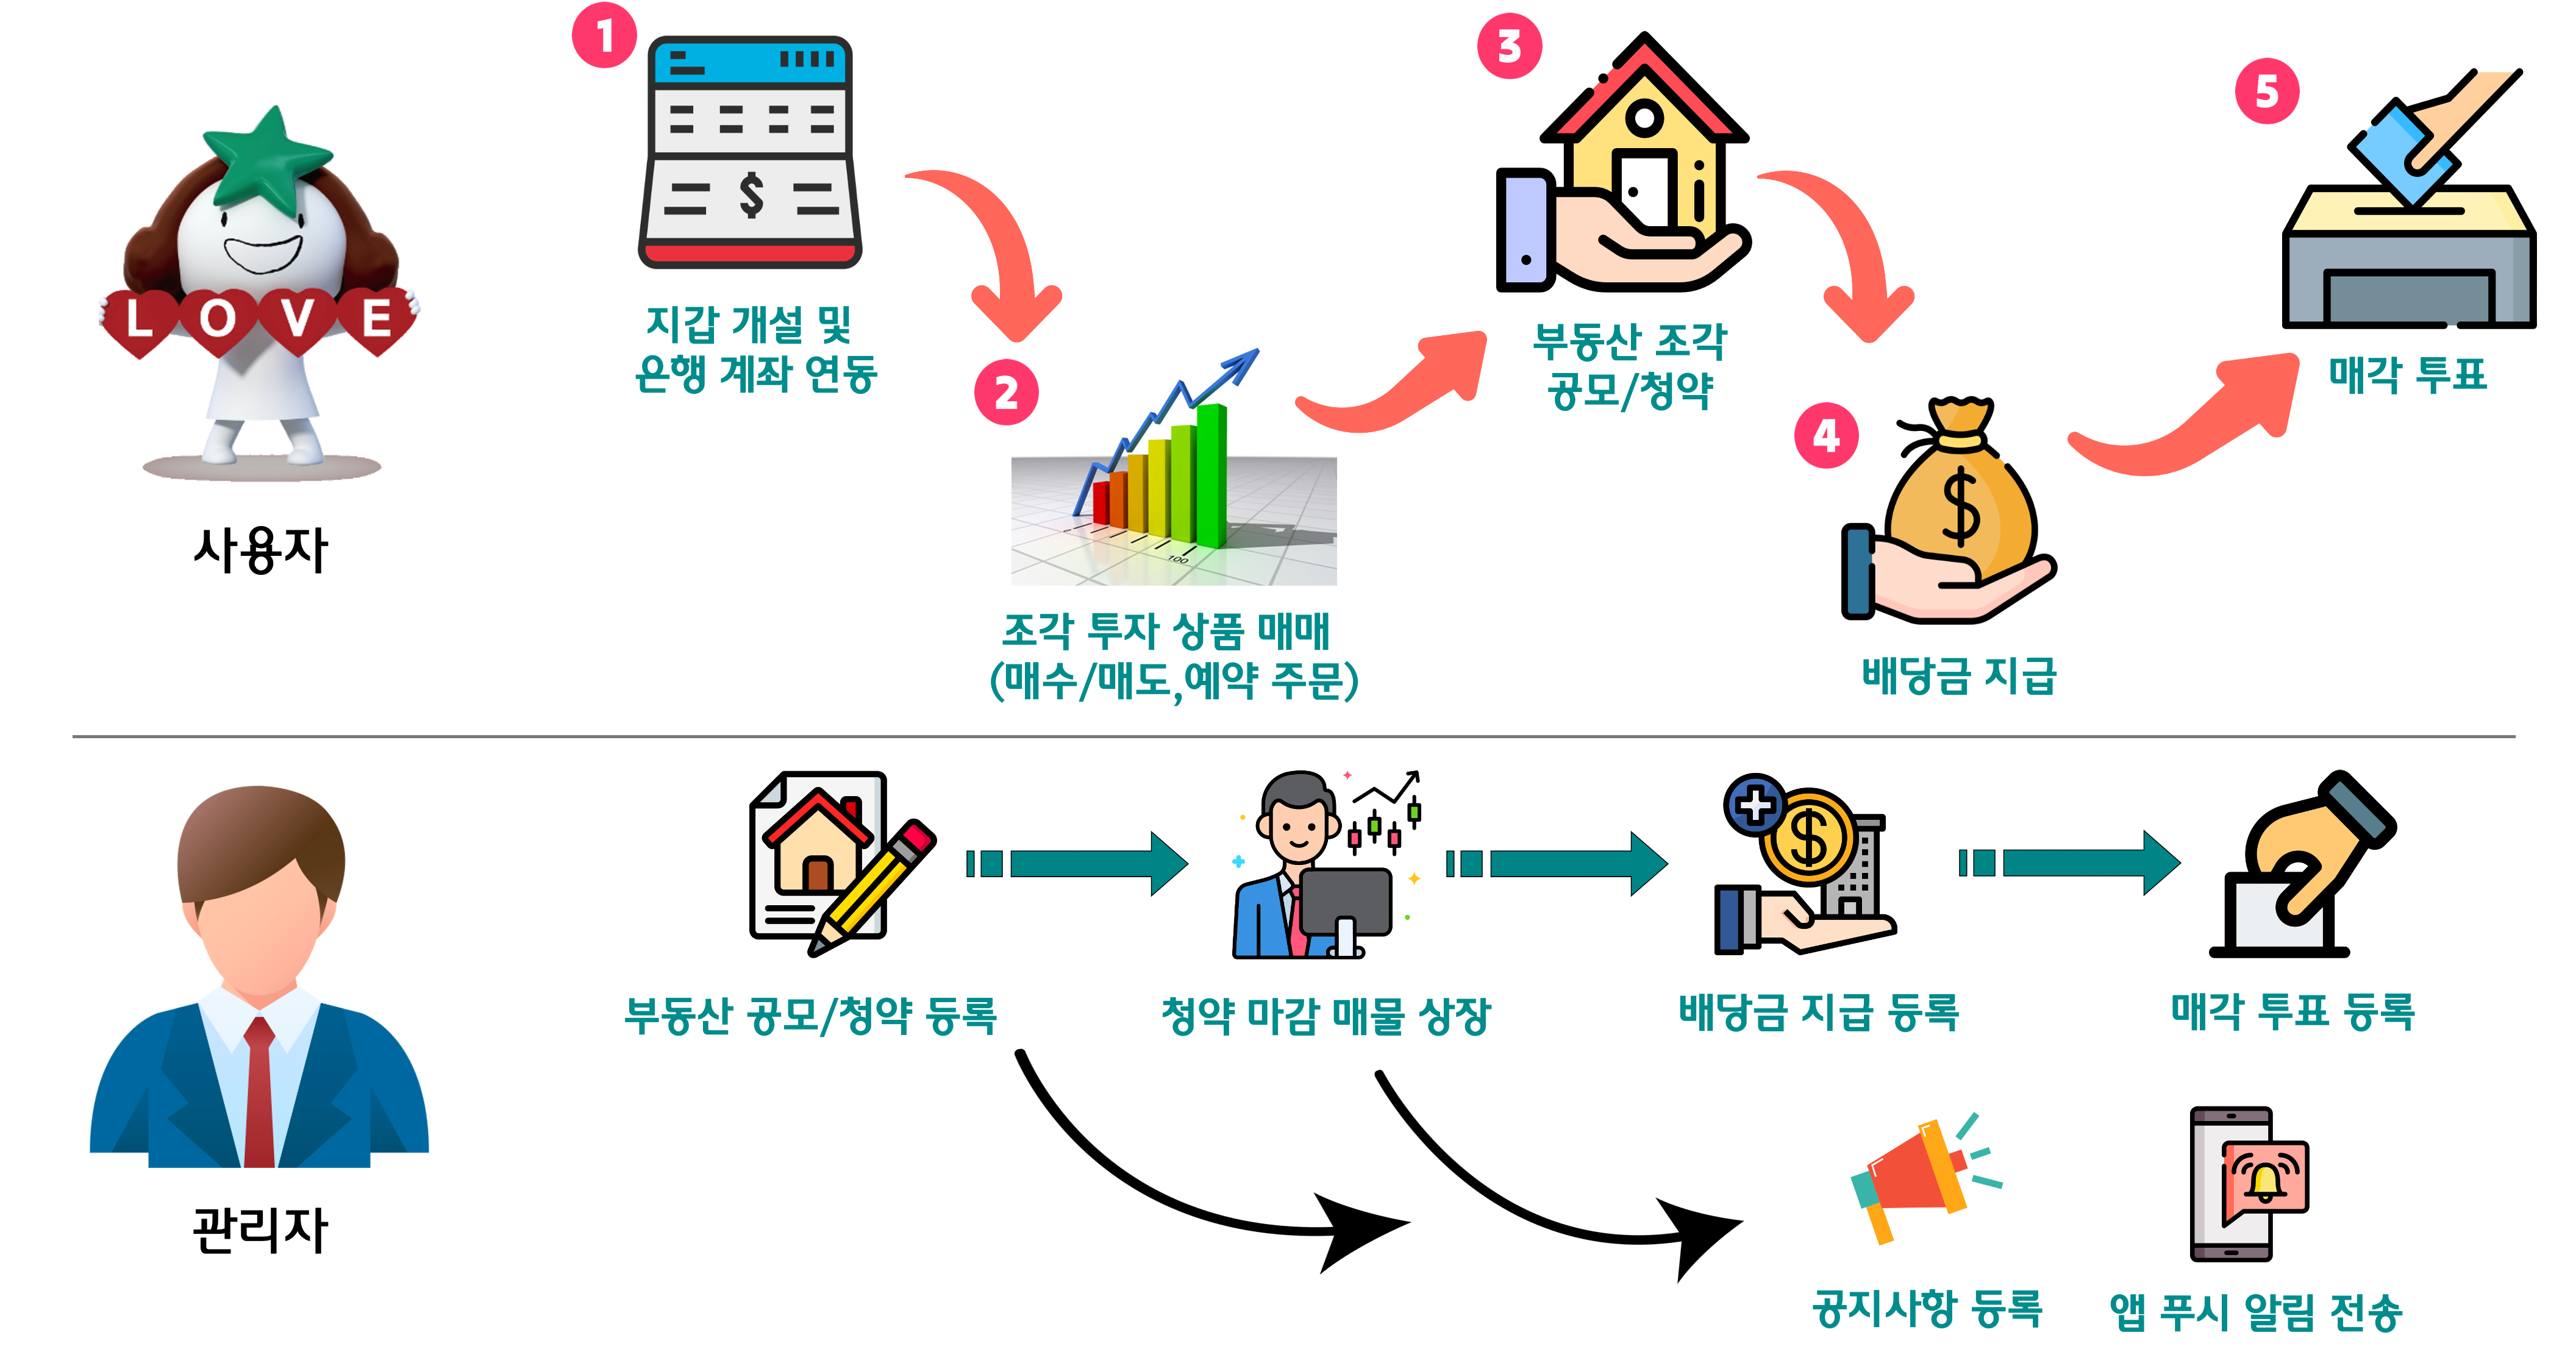 1
지갑 개설 및
은행 계좌 연동
2
100
조각 투자 상품 매매
(매수/매도,예약 주문)
3
부동산 조각
공모/청약
4
배당금 지급
5
매각 투표
L O V E
사용자
부동산 공모/청약 등록
청약 마감 매물 상장
배당금 지급 등록
매각 투표 등록
관리자
공지사항 등록
앱 푸시 알림 전송